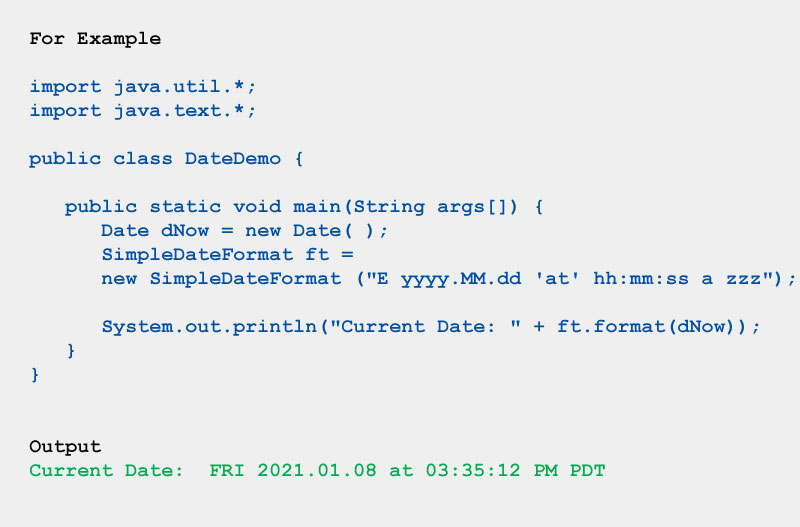 For Example
import java.util.*;
import java.text.*;
public class DateDemo {
public static void main(String args[]) {
Date dNow = new Date( );
SimpleDateFormat ft =
new SimpleDateFormat ("E yyyy.MM.dd 'at' hh:mm:ss a zzz");
System.out.println("Current Date: " + ft.format(dNow));
}
}
Output
Current Date:  FRI 2021.01.08 at 03:35:12 PM PDT